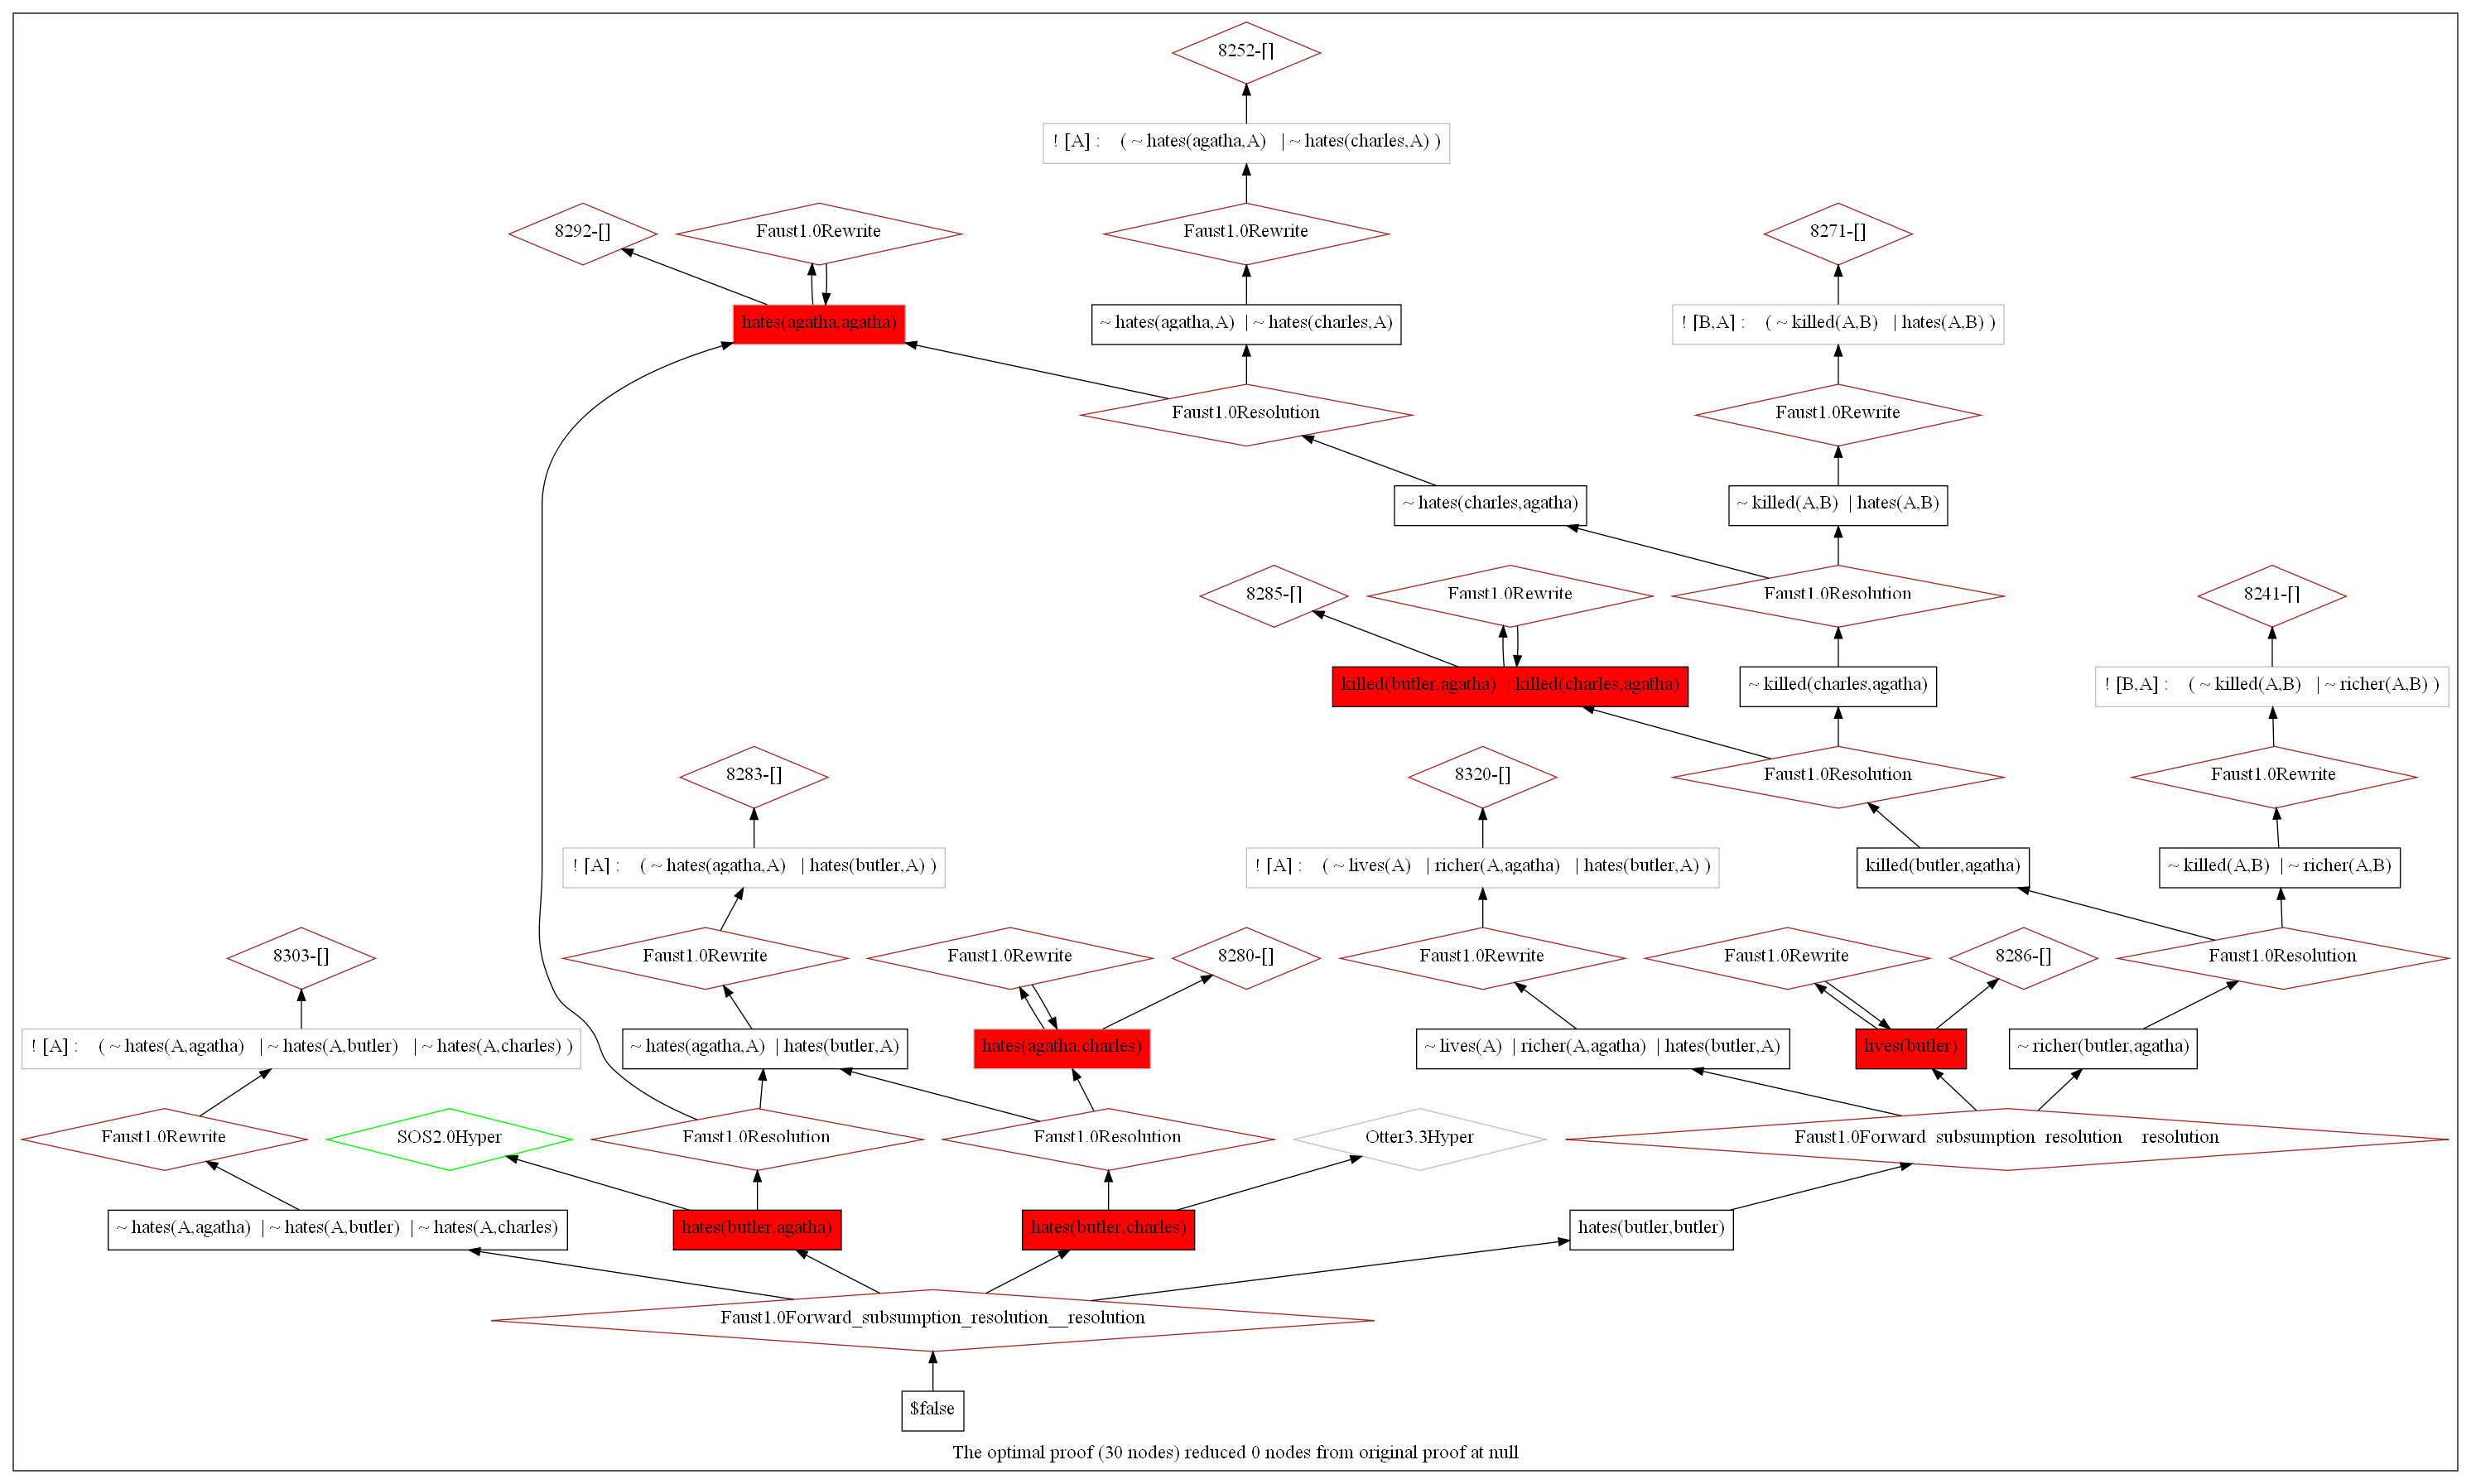 8252-[]
! [A] : ( ~ hates(agatha,A) | ~ hates(charles,A) )
8292-[]
Faust1.0Rewrite
Faust1.0Rewrite
8271-[]
hates(agatha,agatha)
~ hates(agatha,A) | ~ hates(charles,A)
! [B,A] : ( ~ killed(A,B) | hates(A,B) )
Faust1.0Resolution
Faust1.0Rewrite
~ hates(charles,agatha)
~ killed(A,B) | hates(A,B)
8285-[]
Faust1.0Rewrite
Faust1.0Resolution
8241-[]
killed(butler,agatha) | killed(charles,agatha)
~ killed(charles,agatha)
! [B,A] : ( ~ killed(A,B) | ~ richer(A,B) )
8283-[]
8320-[]
Faust1.0Resolution
Faust1.0Rewrite
! [A] : ( ~ hates(agatha,A) | hates(butler,A) )
! [A] : ( ~ lives(A) | richer(A,agatha) | hates(butler,A) )
killed(butler,agatha)
~ killed(A,B) | ~ richer(A,B)
8303-[]
Faust1.0Rewrite
Faust1.0Rewrite
8280-[]
Faust1.0Rewrite
Faust1.0Rewrite
8286-[]
Faust1.0Resolution
! [A] : ( ~ hates(A,agatha) | ~ hates(A,butler) | ~ hates(A,charles) )
~ hates(agatha,A) | hates(butler,A)
hates(agatha,charles)
~ lives(A) | richer(A,agatha) | hates(butler,A)
lives(butler)
~ richer(butler,agatha)
Faust1.0Rewrite
SOS2.0Hyper
Faust1.0Resolution
Faust1.0Resolution
Otter3.3Hyper
Faust1.0Forward_subsumption_resolution__resolution
~ hates(A,agatha) | ~ hates(A,butler) | ~ hates(A,charles)
hates(butler,agatha)
hates(butler,charles)
hates(butler,butler)
Faust1.0Forward_subsumption_resolution__resolution
$false
The optimal proof (30 nodes) reduced 0 nodes from original proof at null